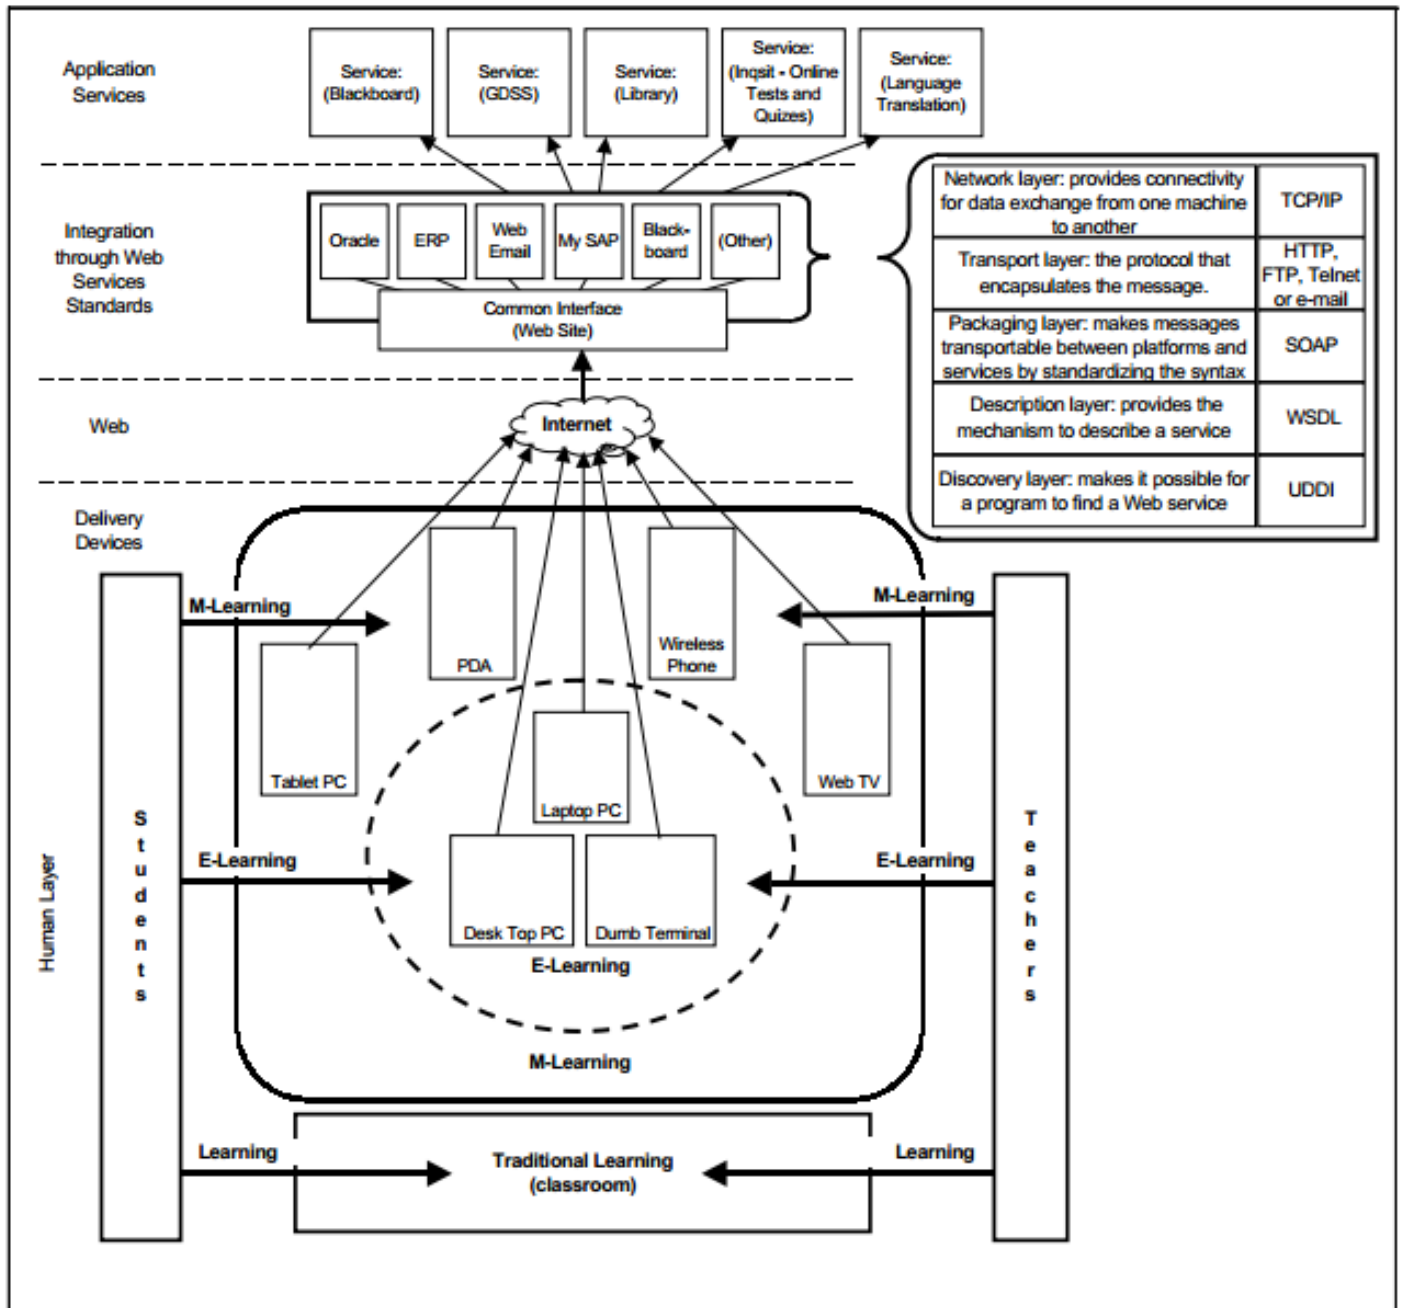 Application
Services
Service:
(Blackboard)
Service:
(GDSS)
Service:
(Library)
Service:
(Inqsit - Online
Tests and
Quizes)
Service:
(Language
Translation)
Integration
through Web
Services
Standards
Oracle
ERP
Web
Email
My SAP
Black-
board
(Other)
Common Interface
(Web Site)
Network layer: provides connectivity
for data exchange from one machine
to another
TCP/IP
Transport layer: the protocol that
encapsulates the message.
HTTP,
FTP, Telnet
or e-mail
Packaging layer: makes messages
transportable between platforms and
services by standardizing the syntax
SOAP
Description layer: provides the
mechanism to describe a service
WSDL
Discovery layer: makes it possible for
a program to find a Web service
UDDI
Web
Internet
Delivery
Devices
M-Learning
M-Learning
PDA
Wireless
Phone
Tablet PC
Web TV
Laptop PC
Human Layer
Students
Teachers
E-Learning
E-Learning
Desk Top PC
Dumb Terminal
E-Learning
M-Learning
Learning
Learning
Traditional Learning
(classroom)